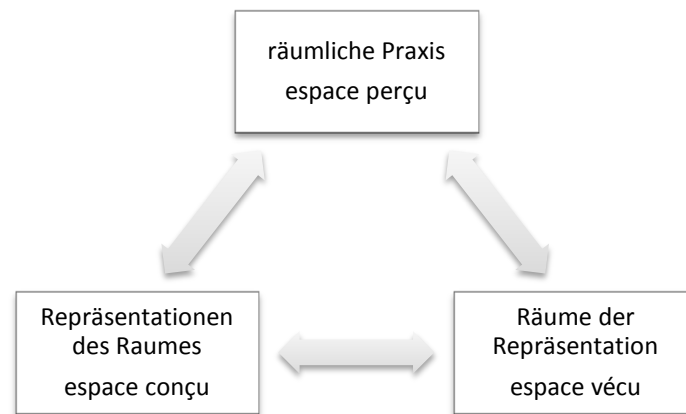 räumliche Praxis
espace perçu
Repräsentationen
des Raumes
espace conçu
Räume der
Repräsentation
espace vécu